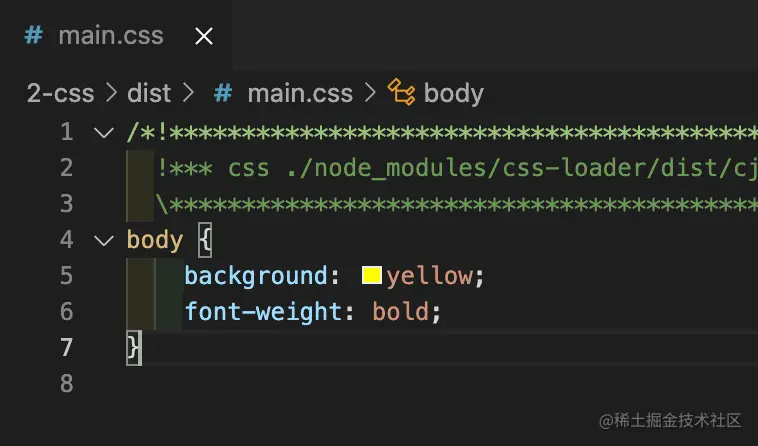 # main.css ×
2-css > dist > # main.css > body
1 /*!******************************************
2 !*** css ./node_modules/css-loader/dist/cj
3 \******************************************
4 body {
5 background: yellow;
6 font-weight: bold;
7 }
8
@稀土掘金技术社区